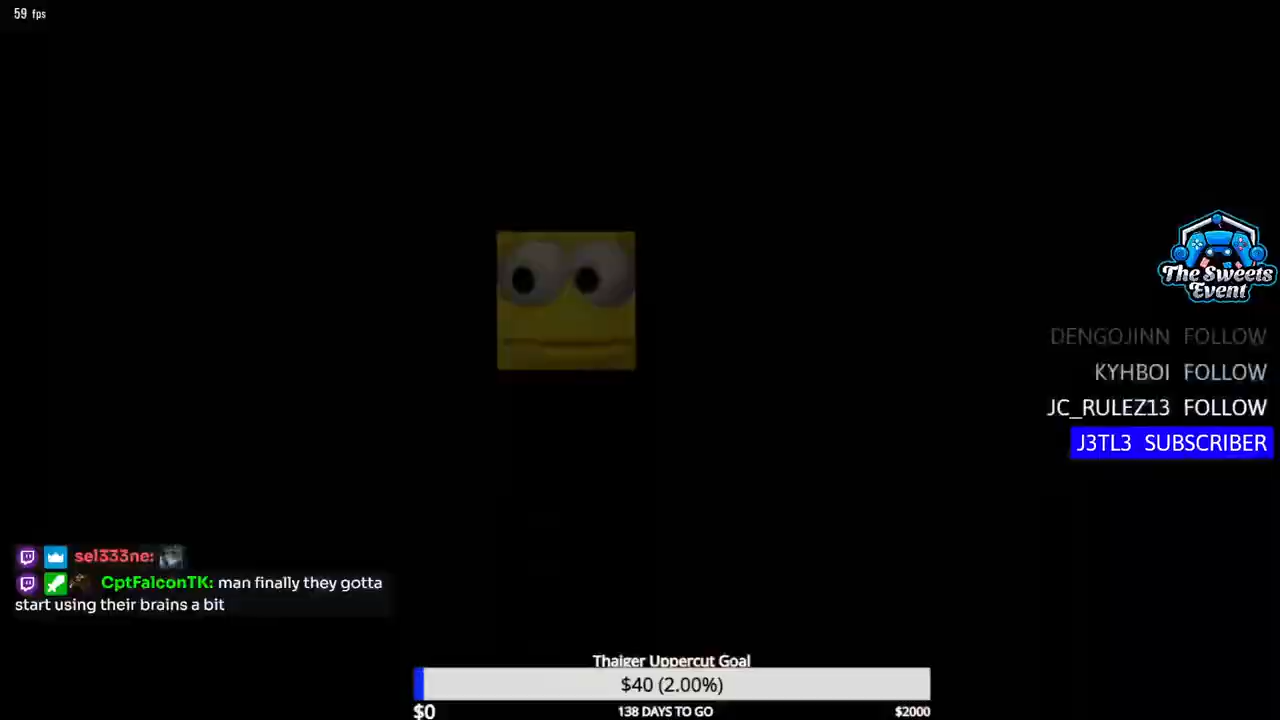 59 fps
The Sweets
Event
DENGOJINN FOLLOW
KYHBOI FOLLOW
JC_RULEZ13 FOLLOW
J3TL3 SUBSCRIBER
sel333ne:
CptFalconTK: man finally they gotta
start using their brains a bit
Thaiger Uppercut Goal
$40 (2.00%)
$0 138 DAYS TO GO $2000